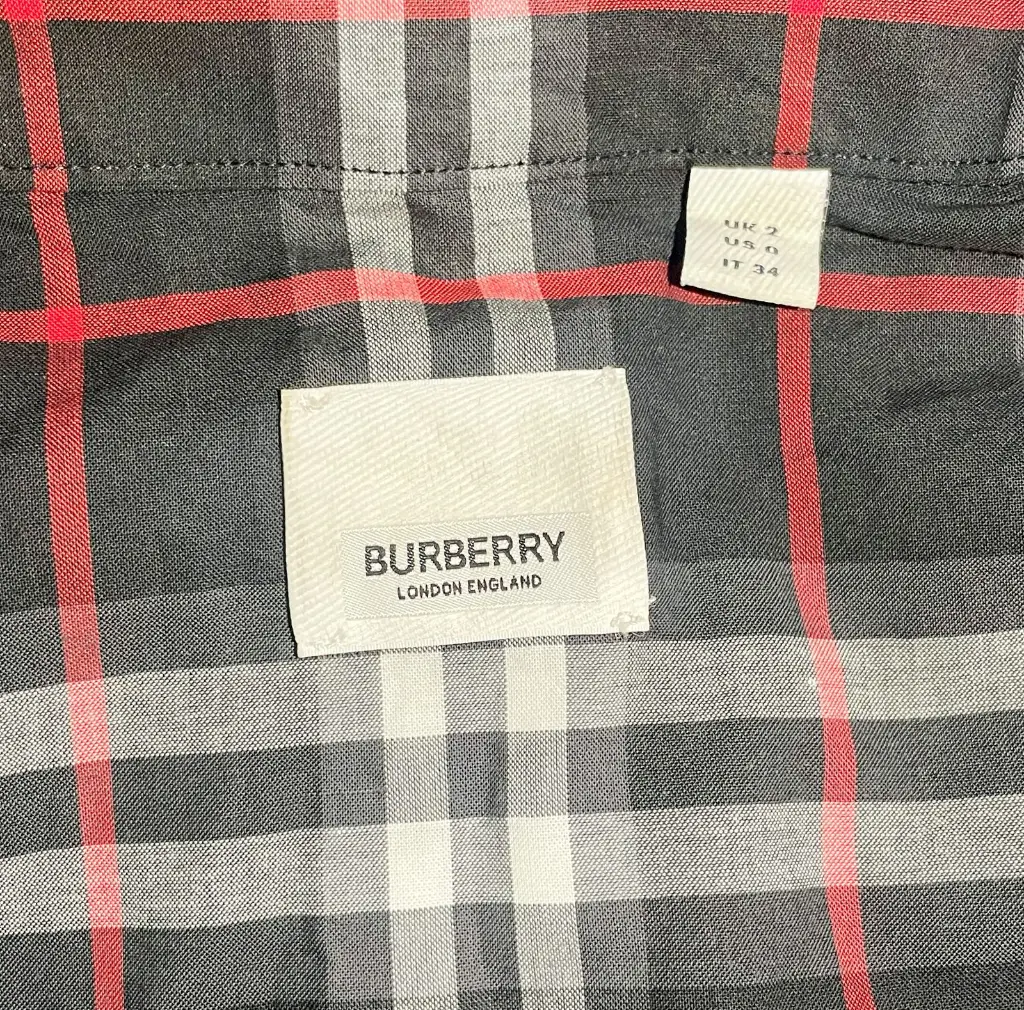 UK 2
US 0
IT 34
BURBERRY
LONDON ENGLAND